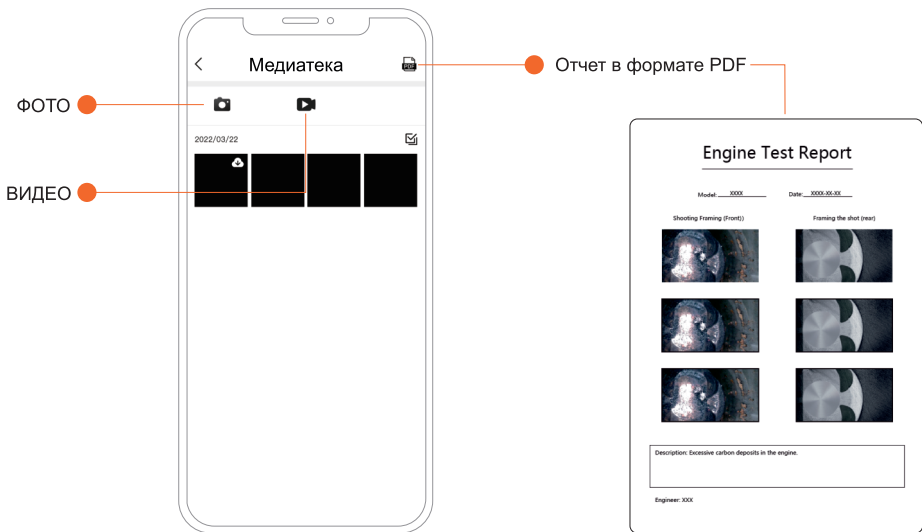 Медиатека
PDF
Отчет в формате PDF
ФОТО
2022/03/22
ВИДЕО
Engine Test Report
Model: XXXX Date: XXXX-XX-XX
Shooting Framing (Front)) Framing the shot (rear)
Description: Excessive carbon deposits in the engine.
Engineer: XXX